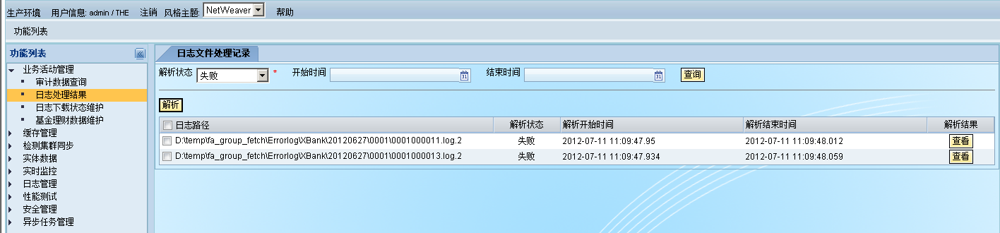 生产环境 用户信息: admin / THE 注销 风格主题: NetWeaver 帮助
功能列表
功能列表
业务活动管理
审计数据查询
日志处理结果
日志下载状态维护
基金理财数据维护
缓存管理
检测集群同步
实体数据
实时监控
日志管理
性能测试
安全管理
异步任务管理
日志文件处理记录
解析状态 失败 * 开始时间 31 结束时间 31 查询
解析
日志路径 解析状态 解析开始时间 解析结束时间 解析结果
D:\temp\fa_group_fetch\Errorlog\XBank\20120627\0001\0001000011.log.2 失败 2012-07-11 11:09:47.95 2012-07-11 11:09:48.012 查看
D:\temp\fa_group_fetch\Errorlog\XBank\20120627\0001\0001000013.log.2 失败 2012-07-11 11:09:47.934 2012-07-11 11:09:48.059 查看